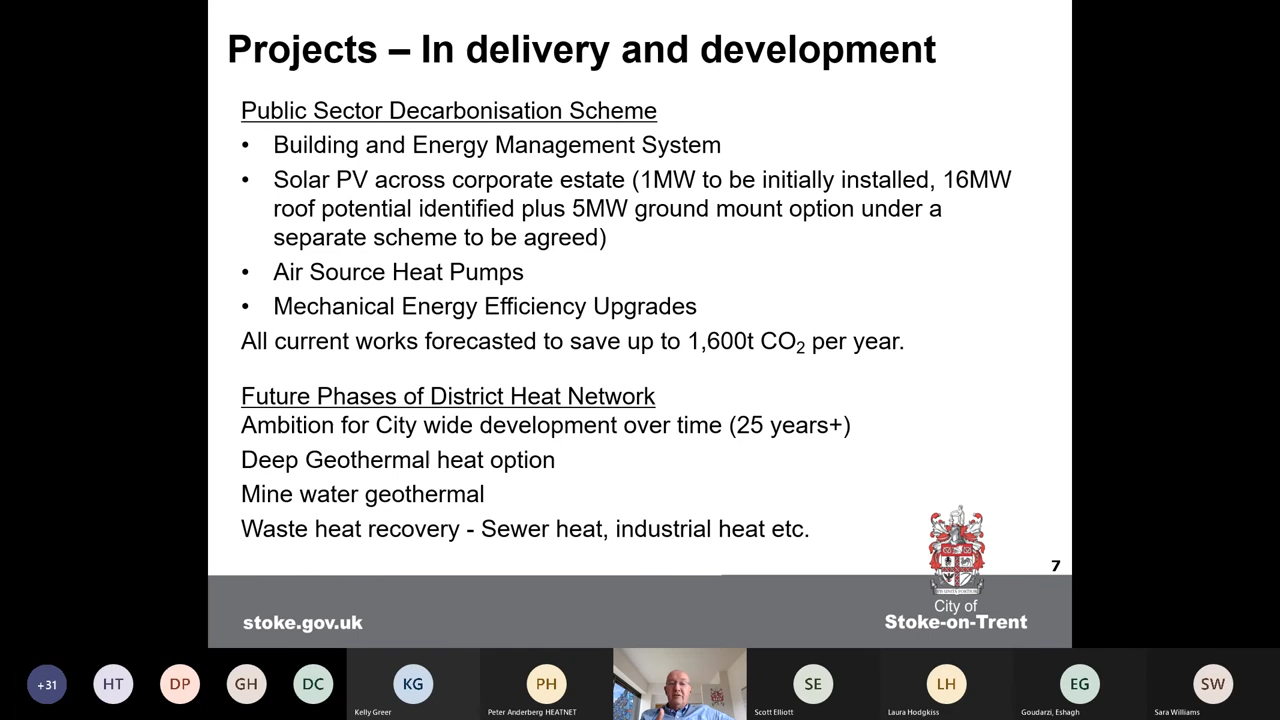 Projects – In delivery and development
Public Sector Decarbonisation Scheme
• Building and Energy Management System
• Solar PV across corporate estate (1MW to be initially installed, 16MW
roof potential identified plus 5MW ground mount option under a
separate scheme to be agreed)
• Air Source Heat Pumps
• Mechanical Energy Efficiency Upgrades
All current works forecasted to save up to 1,600t CO₂ per year.
Future Phases of District Heat Network
Ambition for City wide development over time (25 years+)
Deep Geothermal heat option
Mine water geothermal
Waste heat recovery - Sewer heat, industrial heat etc.
7
stoke.gov.uk
City of
Stoke-on-Trent
+31
HT
DP
GH
DC
KG
Kelly Greer
PH
Peter Anderberg HEATNET
SE
Scott Elliott
LH
Laura Hodgkiss
EG
Goudarzi, Eshagh
SW
Sara Williams